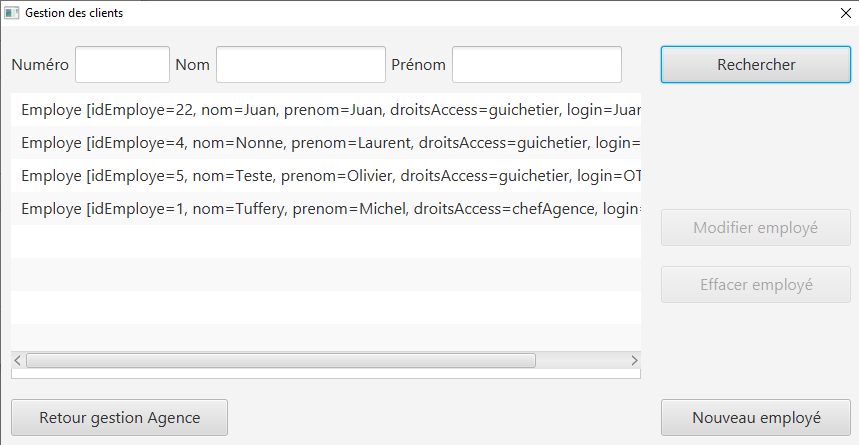 Gestion des clients
Numéro Nom Prénom Rechercher
Employe [idEmploye=22, nom=Juan, prenom=Juan, droitsAccess=guichetier, login=Juan
Employe [idEmploye=4, nom=Nonne, prenom=Laurent, droitsAccess=guichetier, login=
Employe [idEmploye=5, nom=Teste, prenom=Olivier, droitsAccess=guichetier, login=OT
Employe [idEmploye=1, nom=Tuffery, prenom=Michel, droitsAccess=chefAgence, login=
Modifier employé
Effacer employé
Retour gestion Agence Nouveau employé